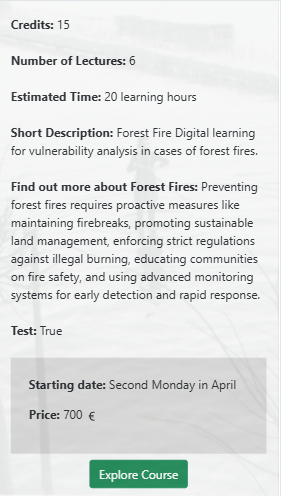 Credits: 15
Number of Lectures: 6
Estimated Time: 20 learning hours
Short Description: Forest Fire Digital learning
for vulnerability analysis in cases of forest fires.
Find out more about Forest Fires: Preventing
forest fires requires proactive measures like
maintaining firebreaks, promoting sustainable
land management, enforcing strict regulations
against illegal burning, educating communities
on fire safety, and using advanced monitoring
systems for early detection and rapid response.
Test: True
Starting date: Second Monday in April
Price: 700 €
Explore Course